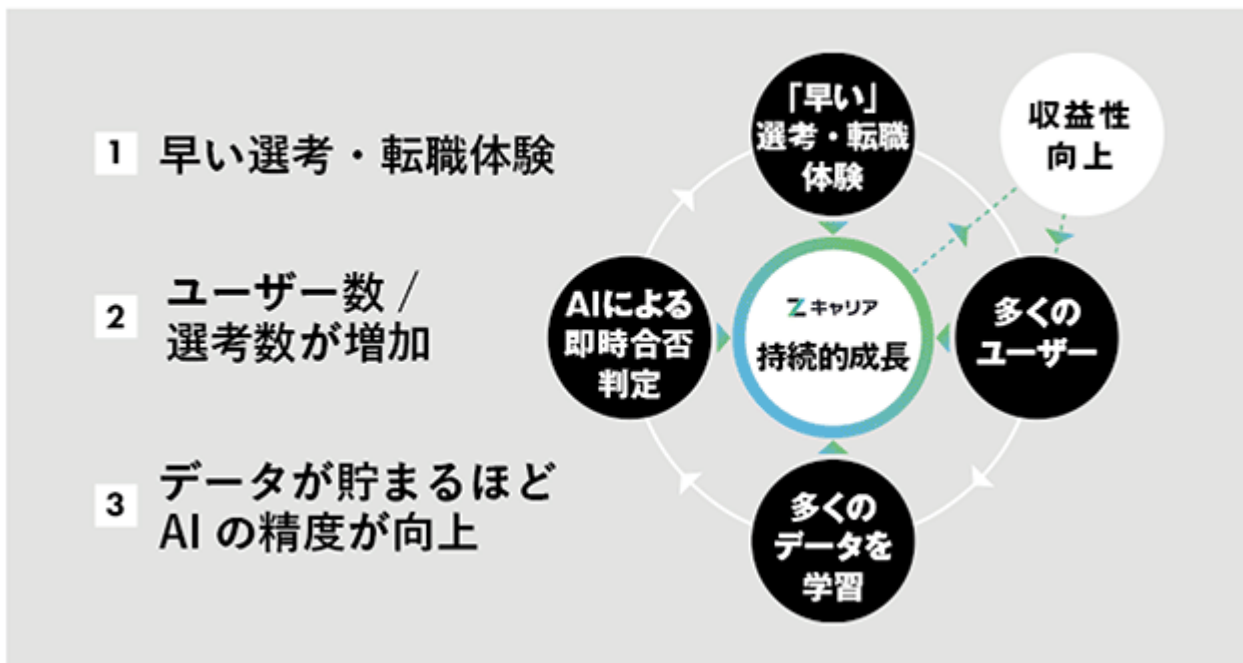 1 早い選考・転職体験
2 ユーザー数 /
選考数が増加
3 データが貯まるほど
AI の精度が向上
「早い」
選考・転職
体験
収益性
向上
AIによる
即時合否
判定
Zキャリア
持続的成長
多くの
ユーザー
多くの
データを
学習